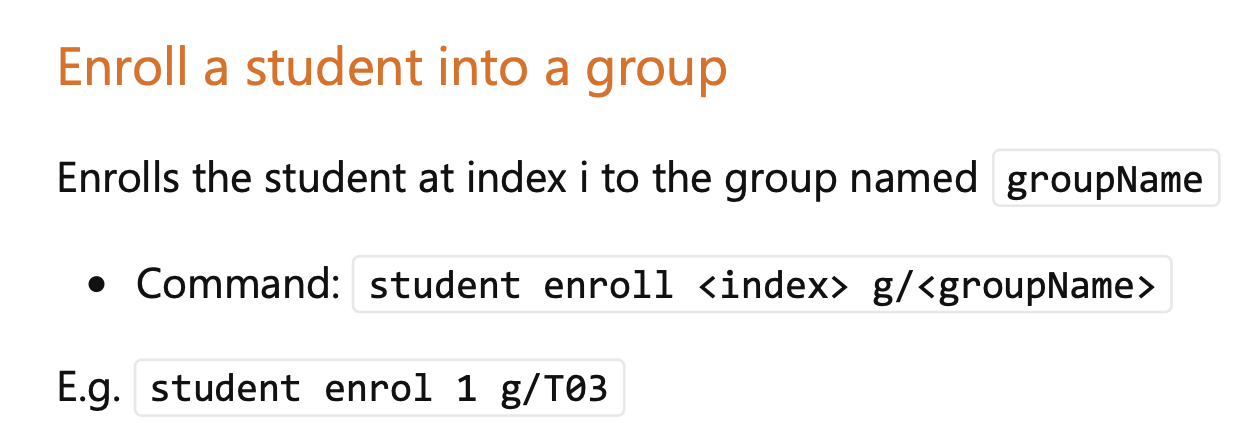 Enroll a student into a group
Enrolls the student at index i to the group named groupName
• Command: student enroll <index> g/<groupName>
E.g. student enrol 1 g/T03